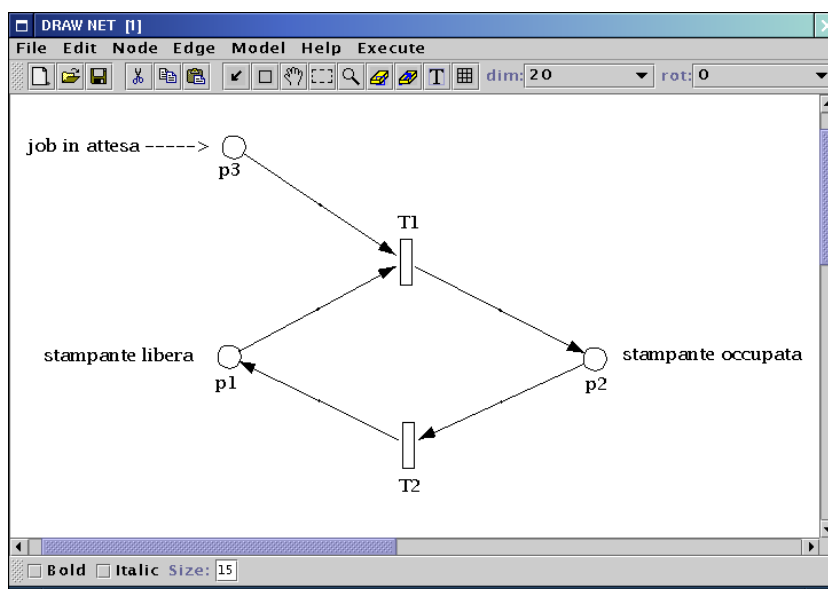 DRAW NET [1]
File Edit Node Edge Model Help Execute
T dim: 20 rot: 0
job in attesa -----> 
p3
T1
stampante libera
stampante occupata
p1
p2
T2
Bold Italic Size: 15